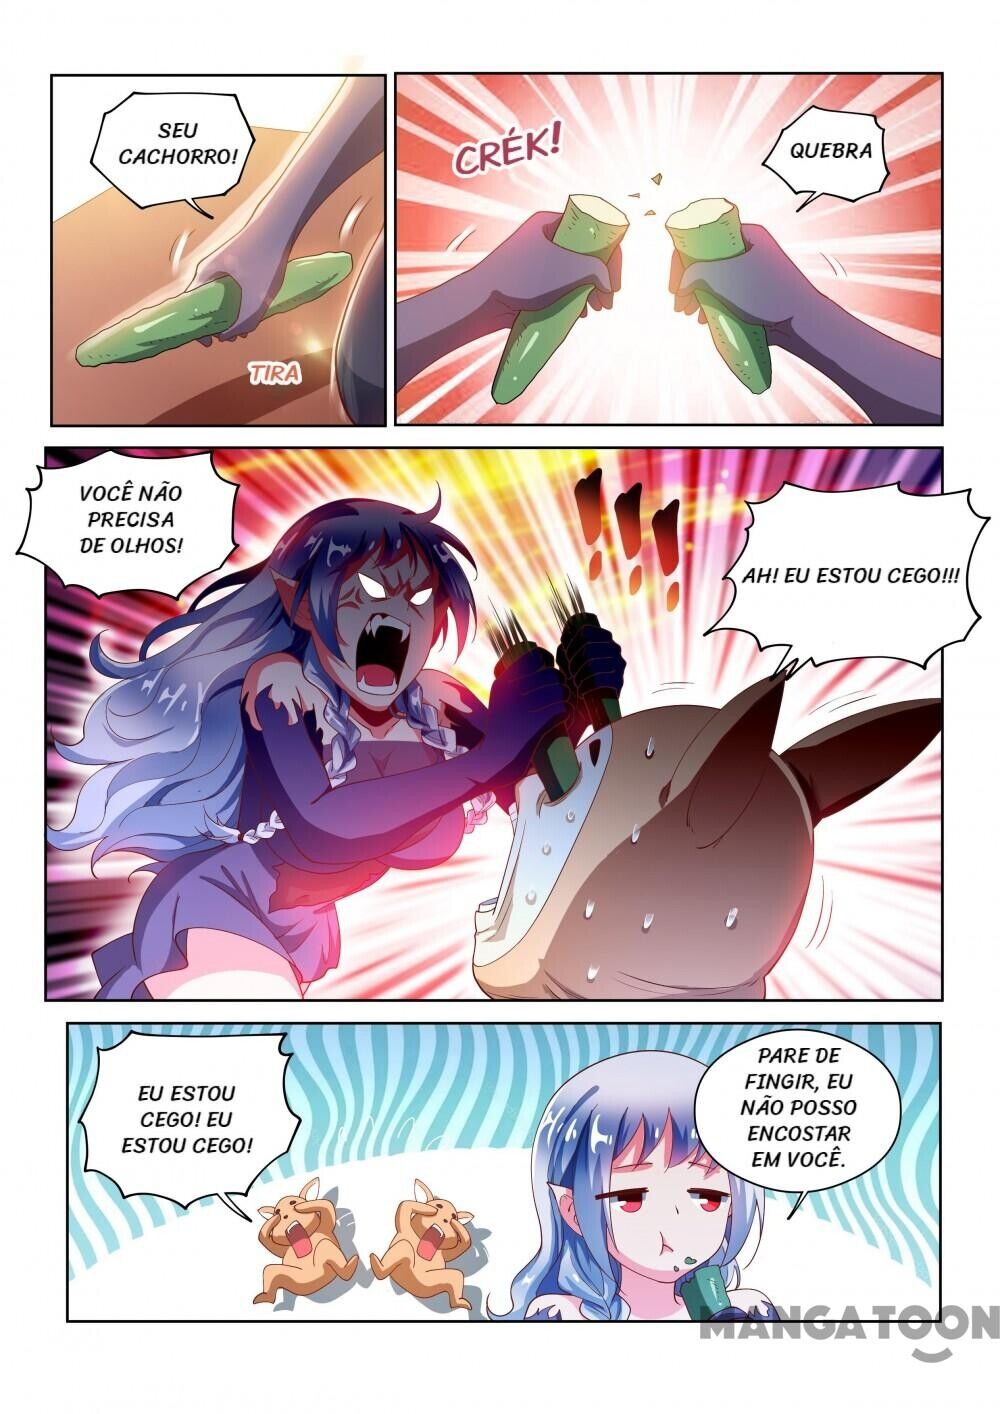 SEU
CACHORRO!
TIRA
CRÉK!
QUEBRA
VOCÊ NÃO
PRECISA
DE OLHOS!
!!!
AH! EU ESTOU CEGO!!!
EU ESTOU
CEGO! EU
ESTOU CEGO!
PARE DE
FINGIR, EU
NÃO POSSO
ENCOSTAR
EM VOCÊ.
MANGATOON